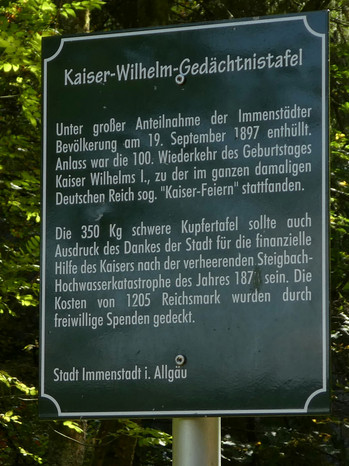 Kaiser-Wilhelm-Gedächtnistafel
Unter großer Anteilnahme der Immenstädter
Bevölkerung am 19. September 1897 enthüllt.
Anlass war die 100. Wiederkehr des Geburtstages
Kaiser Wilhelms I., zu der im ganzen damaligen
Deutschen Reich sog. "Kaiser-Feiern" stattfanden.
Die 350 Kg schwere Kupfertafel sollte auch
Ausdruck des Dankes der Stadt für die finanzielle
Hilfe des Kaisers nach der verheerenden Steigbach-
Hochwasserkatastrophe des Jahres sein. Die
Kosten von 1205 Reichsmark wurden durch
freiwillige Spenden gedeckt.
Stadt Immenstadt i. Allgäu